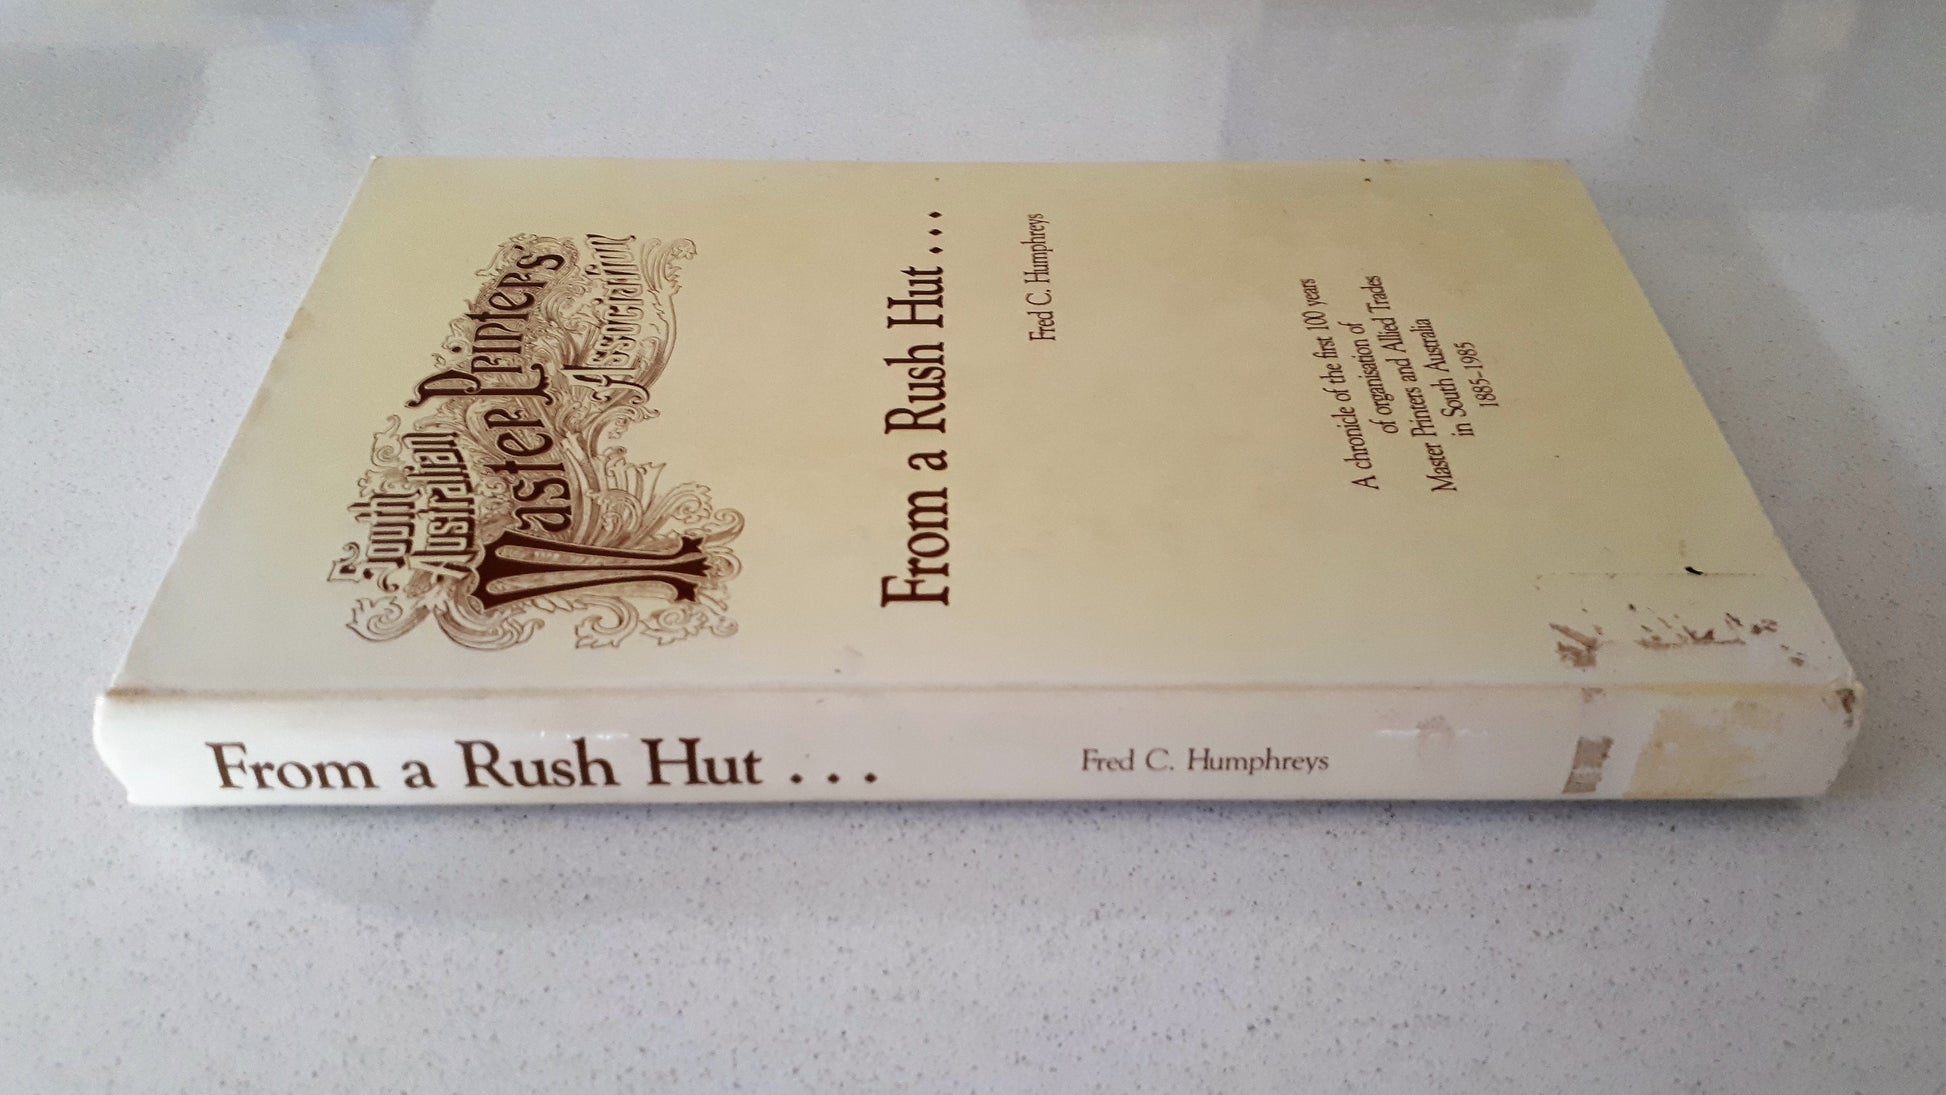 South
Australian
Master Printers'
Association
From a Rush Hut . . .
Fred C. Humphreys
A chronicle of the first 100 years
of organisation of
Master Printers and Allied Trades
in South Australia
1885-1985
From a Rush Hut . . .
Fred C. Humphreys